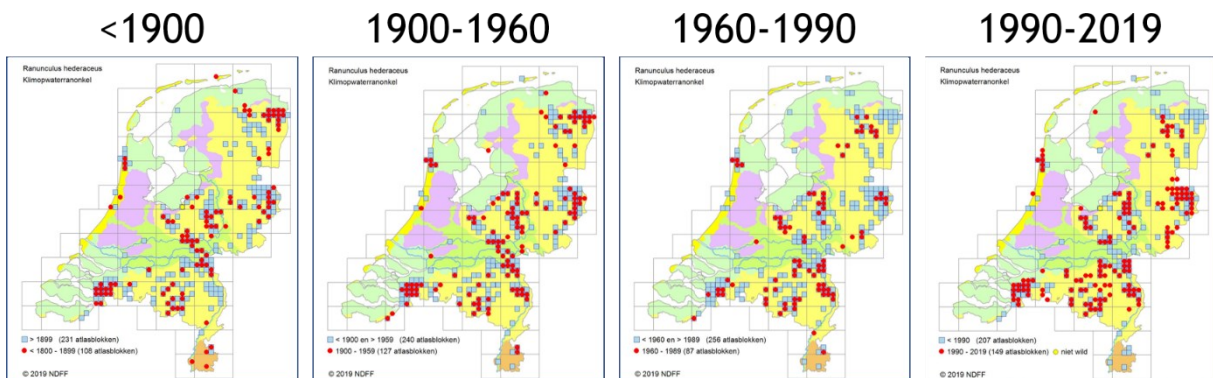 <1900
Ranunculus hederaceus
Klimopwaterranonkel
> 1899 (231 atlasblokken)
< 1800 - 1899 (108 atlasblokken)
© 2019 NDFF
1900-1960
Ranunculus hederaceus
Klimopwaterranonkel
< 1900 en > 1959 (240 atlasblokken)
1900 - 1959 (127 atlasblokken)
© 2019 NDFF
1960-1990
Ranunculus hederaceus
Klimopwaterranonkel
< 1960 en > 1989 (256 atlasblokken)
1960 - 1989 (87 atlasblokken)
© 2019 NDFF
1990-2019
Ranunculus hederaceus
Klimopwaterranonkel
< 1990 (207 atlasblokken)
1990 - 2019 (149 atlasblokken) niet wild
© 2019 NDFF